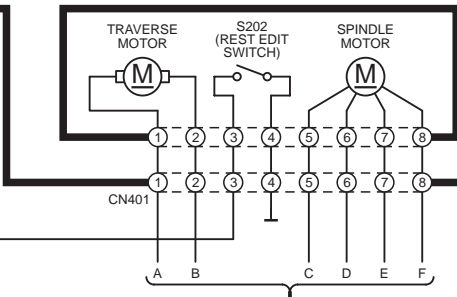 TRAVERSE MOTOR
S202 (REST EDIT SWITCH)
SPINDLE MOTOR
M
M
1 2 3 4 5 6 7 8
1 2 3 4 5 6 7 8
CN401
A B C D E F